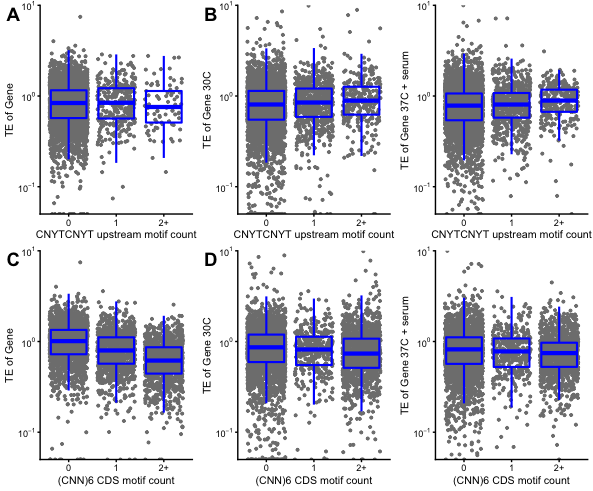 A
B
TE of Gene
10¹
10⁰
10⁻¹
0
1
2+
CNYTCNYT upstream motif count
TE of Gene 30C
10¹
10⁰
10⁻¹
0
1
2+
CNYTCNYT upstream motif count
TE of Gene 37C + serum
10¹
10⁰
10⁻¹
0
1
2+
CNYTCNYT upstream motif count
C
D
TE of Gene
10¹
10⁰
10⁻¹
0
1
2+
(CNN)6 CDS motif count
TE of Gene 30C
10¹
10⁰
10⁻¹
0
1
2+
(CNN)6 CDS motif count
TE of Gene 37C + serum
10¹
10⁰
10⁻¹
0
1
2+
(CNN)6 CDS motif count